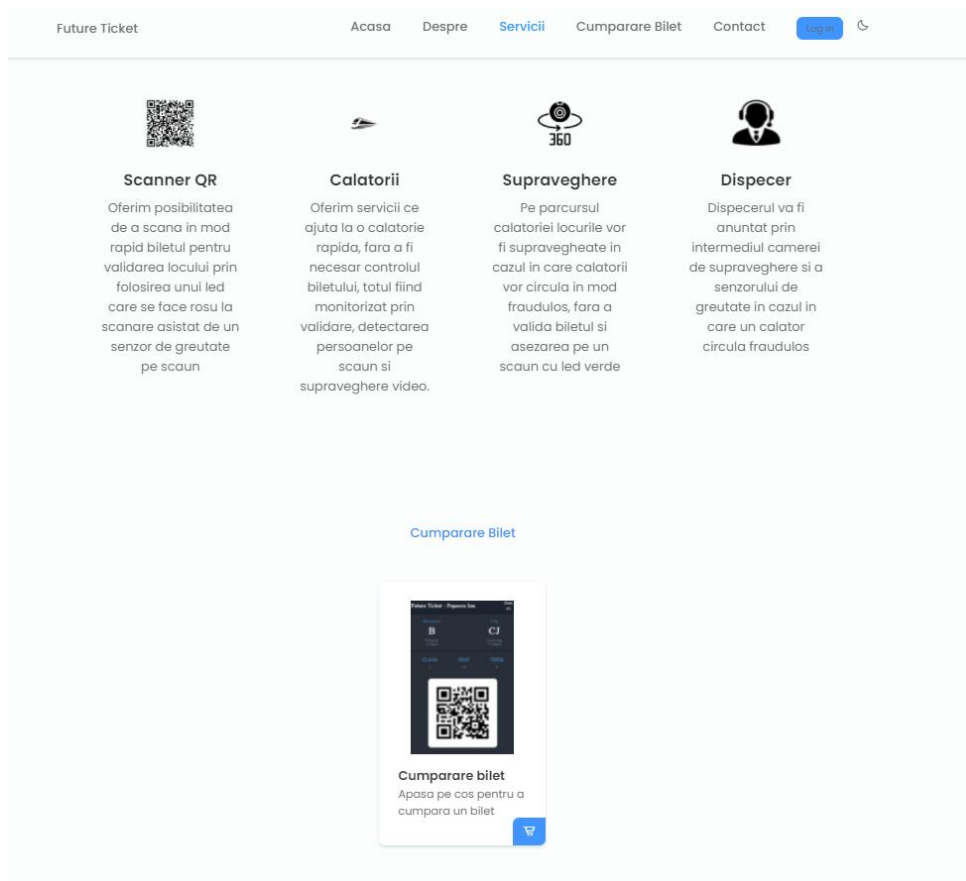 Future Ticket
Acasa
Despre
Servicii
Cumparare Bilet
Contact
Log In
360
Scanner QR
Oferim posibilitatea
de a scana in mod
rapid biletul pentru
validarea locului prin
folosirea unui led
care se face rosu la
scanare asistat de un
senzor de greutate
pe scaun
Calatorii
Oferim servicii ce
ajuta la o calatorie
rapida, fara a fi
necesar controlul
biletului, totul fiind
monitorizat prin
validare, detectarea
persoanelor pe
scaun si
supraveghere video.
Supraveghere
Pe parcursul
calatoriei locurile vor
fi supravegheate in
cazul in care calatorii
vor circula in mod
fraudulos, fara a
valida biletul si
asezarea pe un
scaun cu led verde
Dispecer
Dispecerul va fi
anuntat prin
intermediul camerei
de supraveghere si a
senzorului de
greutate in cazul in
care un calator
circula fraudulos
Cumparare Bilet
Future Ticket - Popescu Ion
B
CJ
Cumparare bilet
Apasa pe cos pentru a
cumpara un bilet